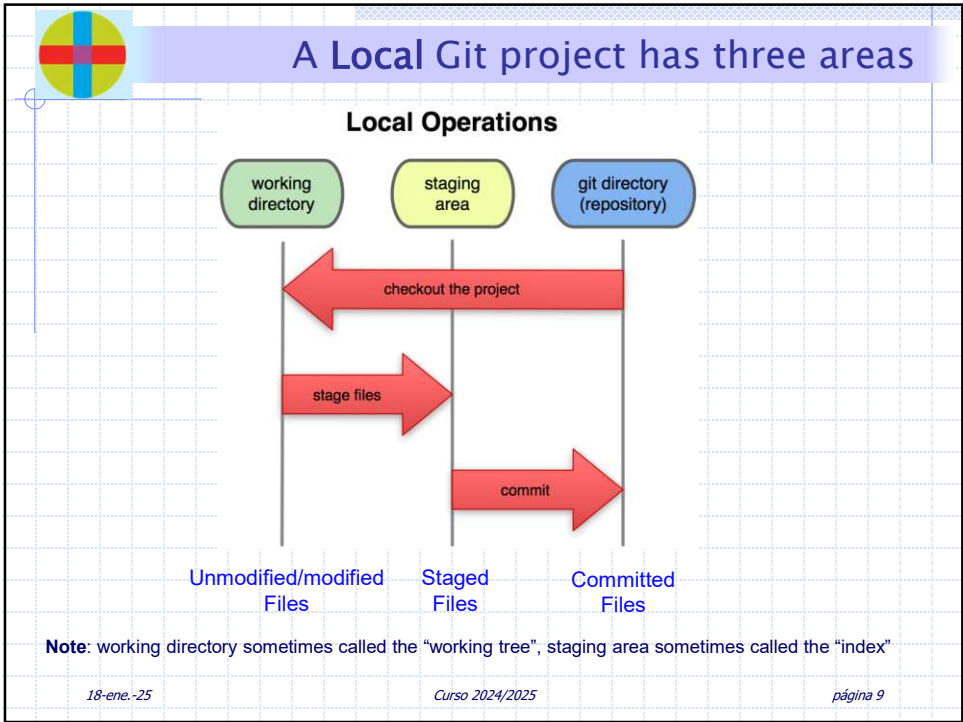 A Local Git project has three areas
Local Operations
working
directory
staging
area
git directory
(repository)
checkout the project
stage files
commit
Unmodified/modified
Files
Staged
Files
Committed
Files
Note: working directory sometimes called the “working tree”, staging area sometimes called the “index”
18-ene.-25
Curso 2024/2025
página 9